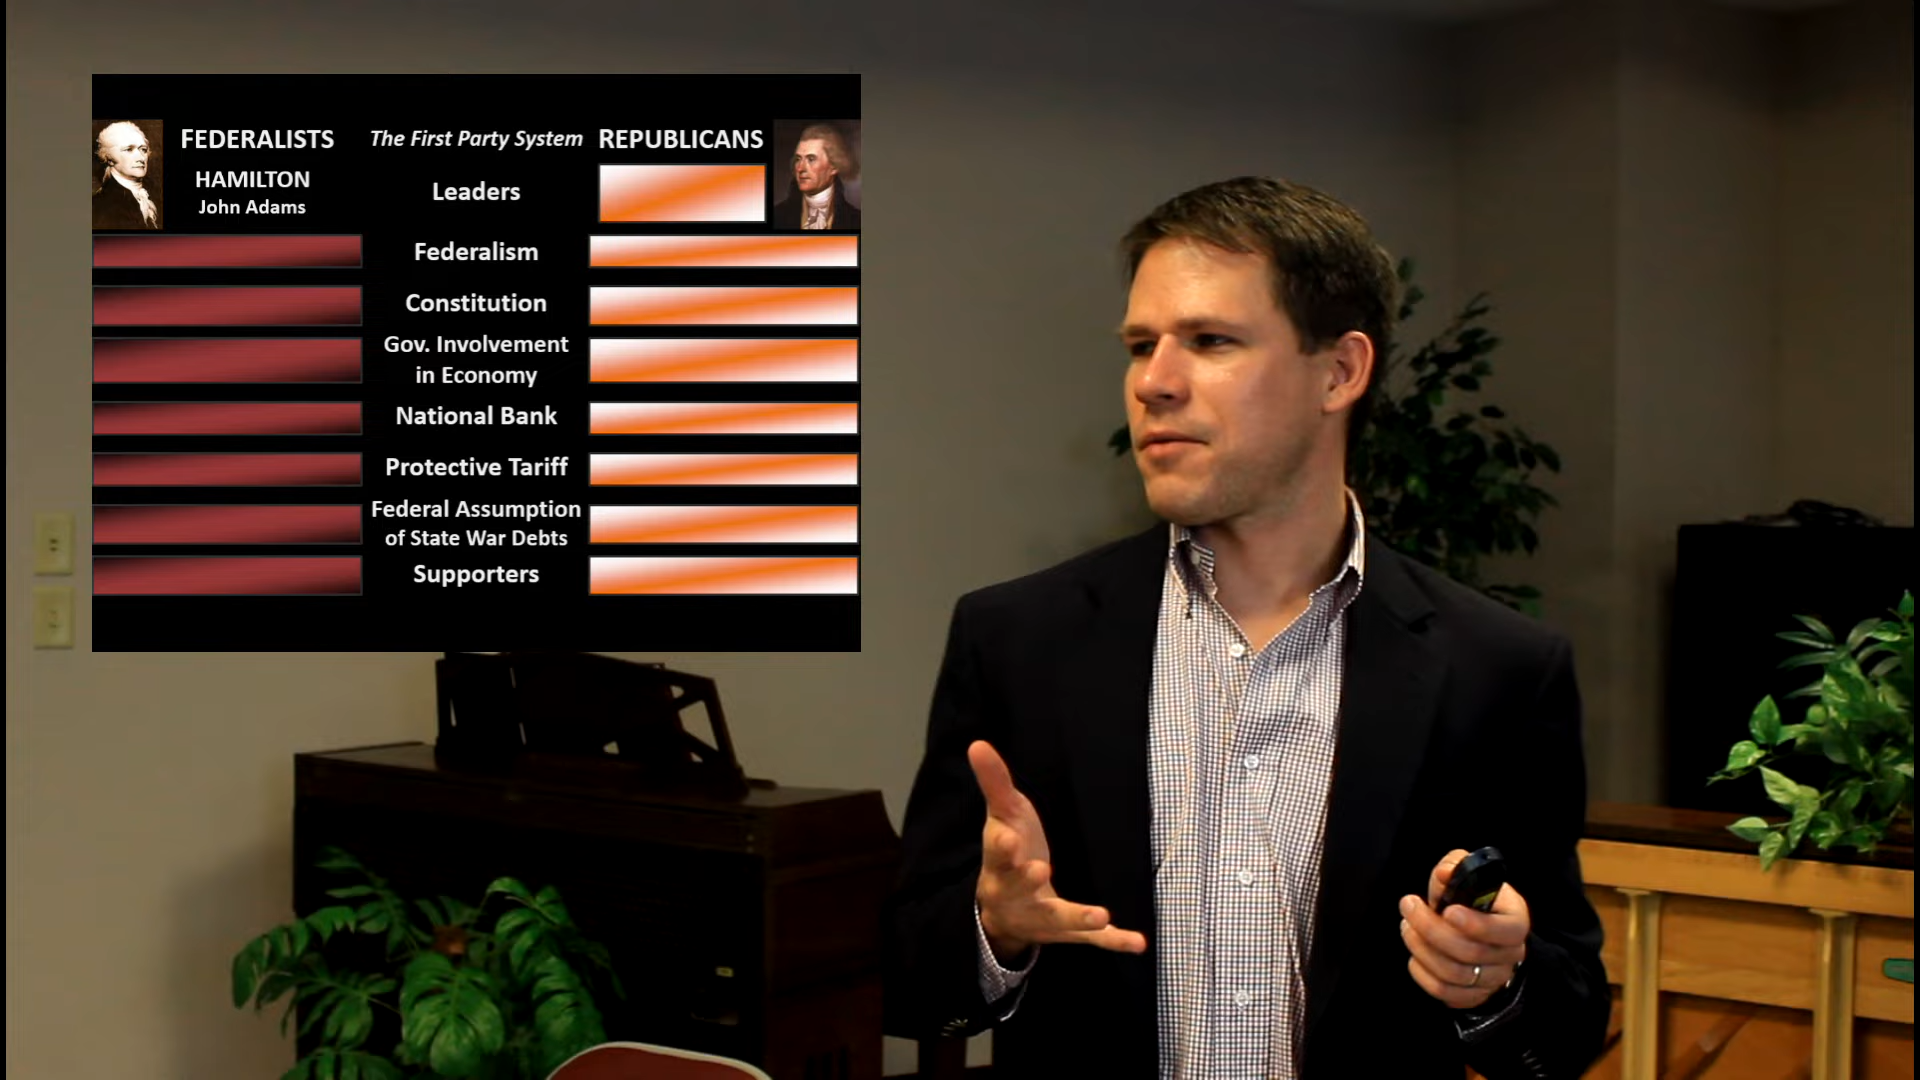 FEDERALISTS The First Party System REPUBLICANS
HAMILTON
John Adams
Leaders
Federalism
Constitution
Gov. Involvement
in Economy
National Bank
Protective Tariff
Federal Assumption
of State War Debts
Supporters